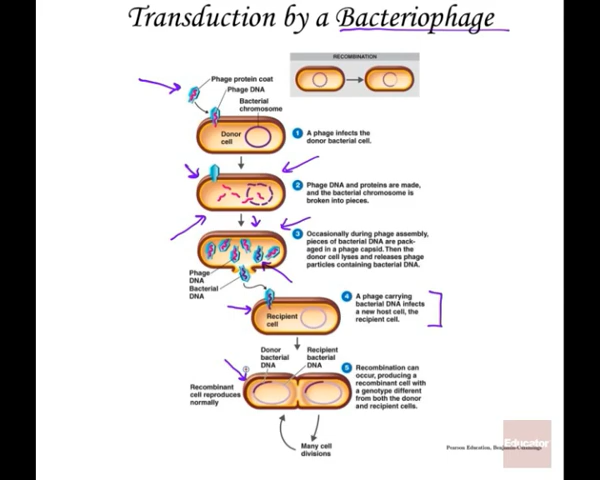 Transduction by a Bacteriophage
RECOMBINATION
Phage protein coat
Phage DNA
Bacterial
chromosome
Donor
cell
1 A phage infects the
donor bacterial cell.
2 Phage DNA and proteins are made,
and the bacterial chromosome is
broken into pieces.
3 Occasionally during phage assembly,
pieces of bacterial DNA are pack-
aged in a phage capsid. Then the
donor cell lyses and releases phage
particles containing bacterial DNA.
Phage
DNA
Bacterial
DNA
4 A phage carrying
bacterial DNA infects
a new host cell, the
recipient cell.
Recipient
cell
Donor
bacterial
DNA
Recipient
bacterial
DNA
5 Recombination can
occur, producing a
recombinant cell with
a genotype different
from both the donor
and recipient cells.
Recombinant
cell reproduces
normally
Many cell
divisions
Pearson Education, Benjamin Cummings
Educator